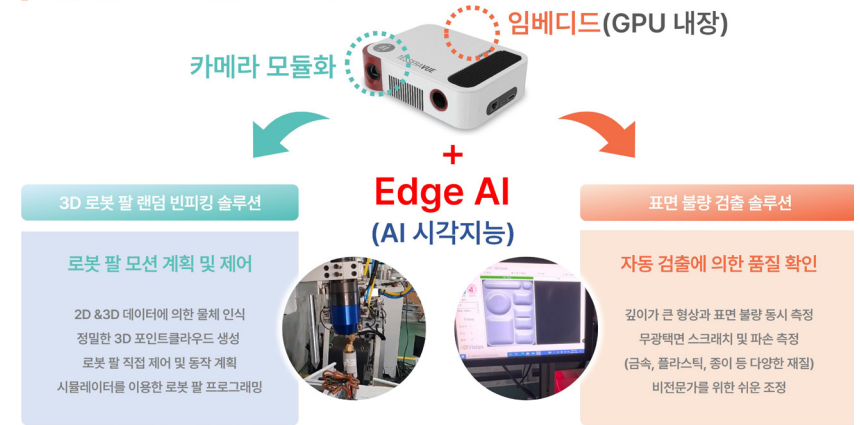 임베디드(GPU 내장)
카메라 모듈화
+
Edge AI
(AI 시각지능)
3D 로봇 팔 랜덤 빈피킹 솔루션
로봇 팔 모션 계획 및 제어
2D &3D 데이터에 의한 물체 인식
정밀한 3D 포인트클라우드 생성
로봇 팔 직접 제어 및 동작 계획
시뮬레이터를 이용한 로봇 팔 프로그래밍
표면 불량 검출 솔루션
자동 검출에 의한 품질 확인
깊이가 큰 형상과 표면 불량 동시 측정
무광택면 스크래치 및 파손 측정
(금속, 플라스틱, 종이 등 다양한 재질)
비전문가를 위한 쉬운 조정